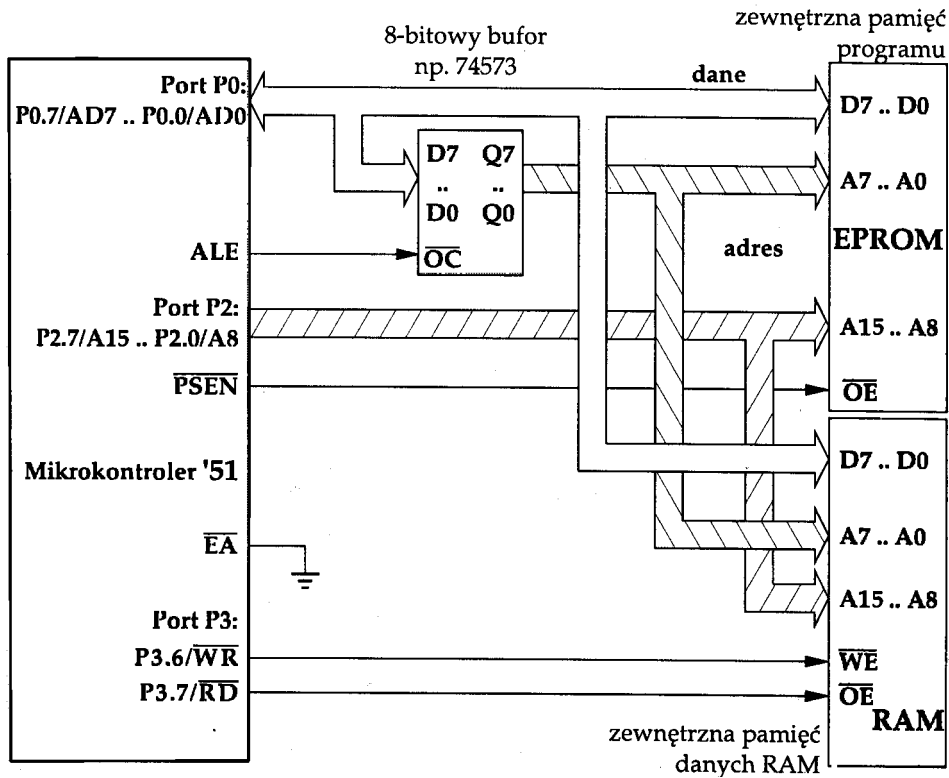 zewnętrzna pamięć
programu
8-bitowy bufor
np. 74573
Port P0:
P0.7/AD7 .. P0.0/AD0
dane
D7 .. D0
D7 Q7
.. ..
D0 Q0
A7 .. A0
EPROM
ALE
OC
adres
Port P2:
P2.7/A15 .. P2.0/A8
A15 .. A8
PSEN
OE
Mikrokontroler '51
D7 .. D0
EA
A7 .. A0
A15 .. A8
Port P3:
P3.6/WR
WE
P3.7/RD
OE
RAM
zewnętrzna pamięć
danych RAM